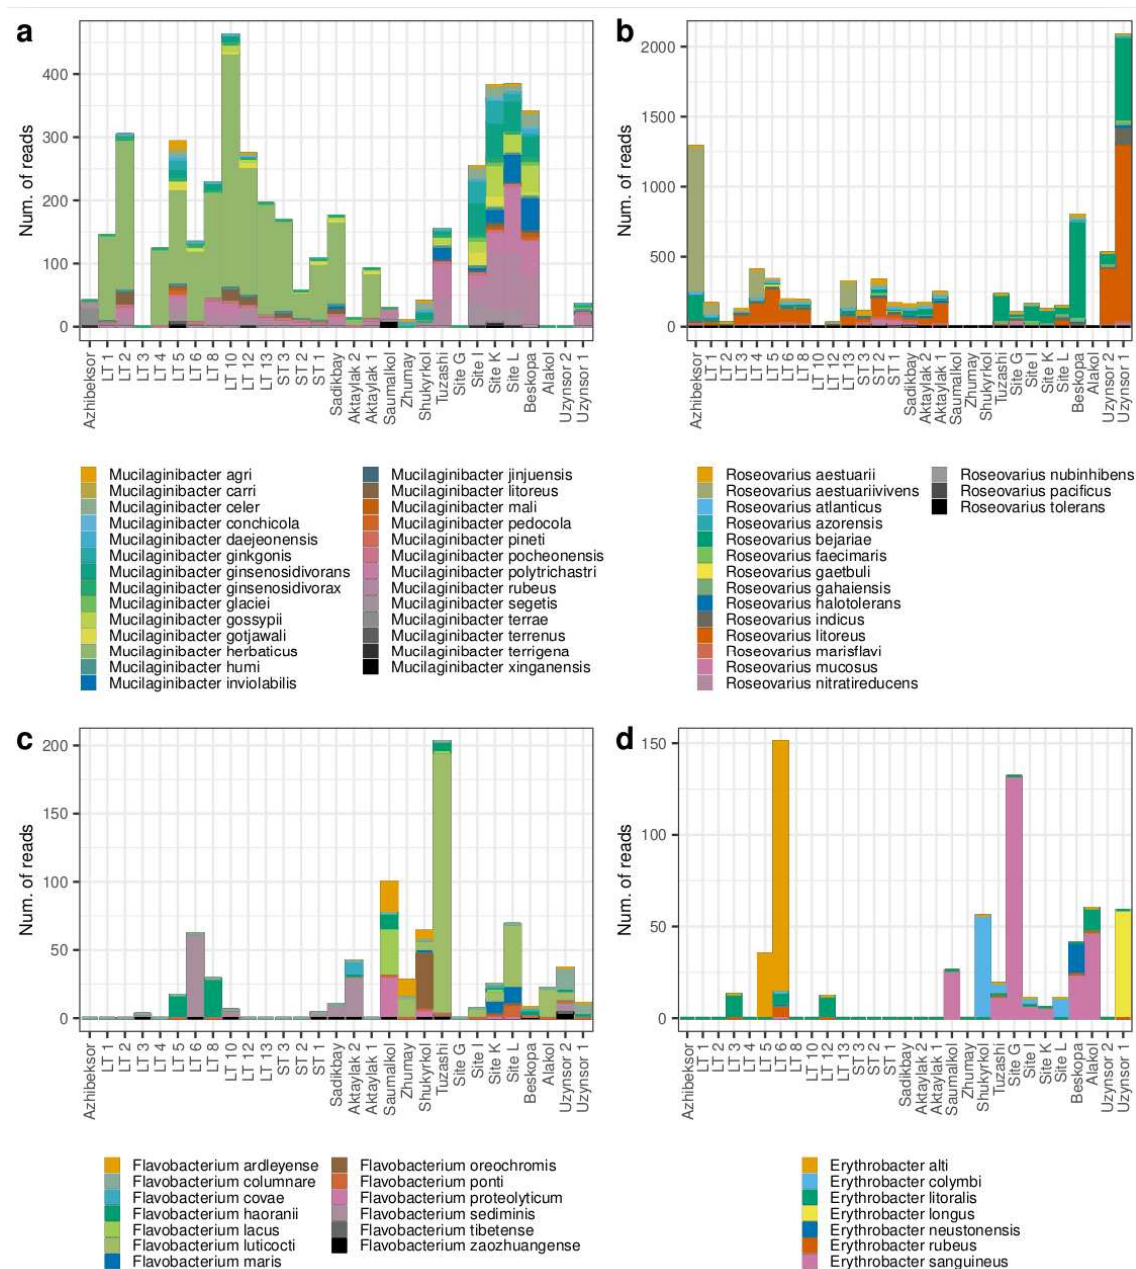 a
Num. of reads
400
300
200
100
0
Azhibeksor
LT 1
LT 2
LT 3
LT 4
LT 5
LT 6
LT 8
LT 10
LT 12
LT 13
ST 3
ST 2
ST 1
Sadikbay
Aktaylak 2
Aktaylak 1
Saumalkol
Zhumay
Shukyrkol
Tuzashi
Site G
Site I
Site K
Site L
Beskopa
Alakol
Uzynsor 2
Uzynsor 1
Mucilaginibacter agri
Mucilaginibacter carri
Mucilaginibacter celer
Mucilaginibacter conchicola
Mucilaginibacter daejeonensis
Mucilaginibacter ginkgonis
Mucilaginibacter ginsenosidivorans
Mucilaginibacter ginsenosidivorax
Mucilaginibacter glaciei
Mucilaginibacter gossypii
Mucilaginibacter gotjawali
Mucilaginibacter herbaticus
Mucilaginibacter humi
Mucilaginibacter inviolabilis
Mucilaginibacter jinjuensis
Mucilaginibacter litoreus
Mucilaginibacter mali
Mucilaginibacter pedocola
Mucilaginibacter pineti
Mucilaginibacter pocheonensis
Mucilaginibacter polytrichastri
Mucilaginibacter rubeus
Mucilaginibacter segetis
Mucilaginibacter terrae
Mucilaginibacter terrenus
Mucilaginibacter terrigena
Mucilaginibacter xinganensis
b
Num. of reads
2000
1500
1000
500
0
Azhibeksor
LT 1
LT 2
LT 3
LT 4
LT 5
LT 6
LT 8
LT 10
LT 12
LT 13
ST 3
ST 2
ST 1
Sadikbay
Aktaylak 2
Aktaylak 1
Saumalkol
Zhumay
Shukyrkol
Tuzashi
Site G
Site I
Site K
Site L
Beskopa
Alakol
Uzynsor 2
Uzynsor 1
Roseovarius aestuarii
Roseovarius aestuariivivens
Roseovarius atlanticus
Roseovarius azorensis
Roseovarius bejariae
Roseovarius faecimaris
Roseovarius gaetbuli
Roseovarius gahaiensis
Roseovarius halotolerans
Roseovarius indicus
Roseovarius litoreus
Roseovarius marisflavi
Roseovarius mucosus
Roseovarius nitratireducens
Roseovarius nubinhibens
Roseovarius pacificus
Roseovarius tolerans
c
Num. of reads
200
150
100
50
0
Azhibeksor
LT 1
LT 2
LT 3
LT 4
LT 5
LT 6
LT 8
LT 10
LT 12
LT 13
ST 3
ST 2
ST 1
Sadikbay
Aktaylak 2
Aktaylak 1
Saumalkol
Zhumay
Shukyrkol
Tuzashi
Site G
Site I
Site K
Site L
Beskopa
Alakol
Uzynsor 2
Uzynsor 1
Flavobacterium ardleyense
Flavobacterium columnare
Flavobacterium covae
Flavobacterium haoranii
Flavobacterium lacus
Flavobacterium luticocti
Flavobacterium maris
Flavobacterium oreochromis
Flavobacterium ponti
Flavobacterium proteolyticum
Flavobacterium sediminis
Flavobacterium tibetense
Flavobacterium zaozhuangense
d
Num. of reads
150
100
50
0
Azhibeksor
LT 1
LT 2
LT 3
LT 4
LT 5
LT 6
LT 8
LT 10
LT 12
LT 13
ST 3
ST 2
ST 1
Sadikbay
Aktaylak 2
Aktaylak 1
Saumalkol
Zhumay
Shukyrkol
Tuzashi
Site G
Site I
Site K
Site L
Beskopa
Alakol
Uzynsor 2
Uzynsor 1
Erythrobacter alti
Erythrobacter colymbi
Erythrobacter litoralis
Erythrobacter longus
Erythrobacter neustonensis
Erythrobacter rubeus
Erythrobacter sanguineus